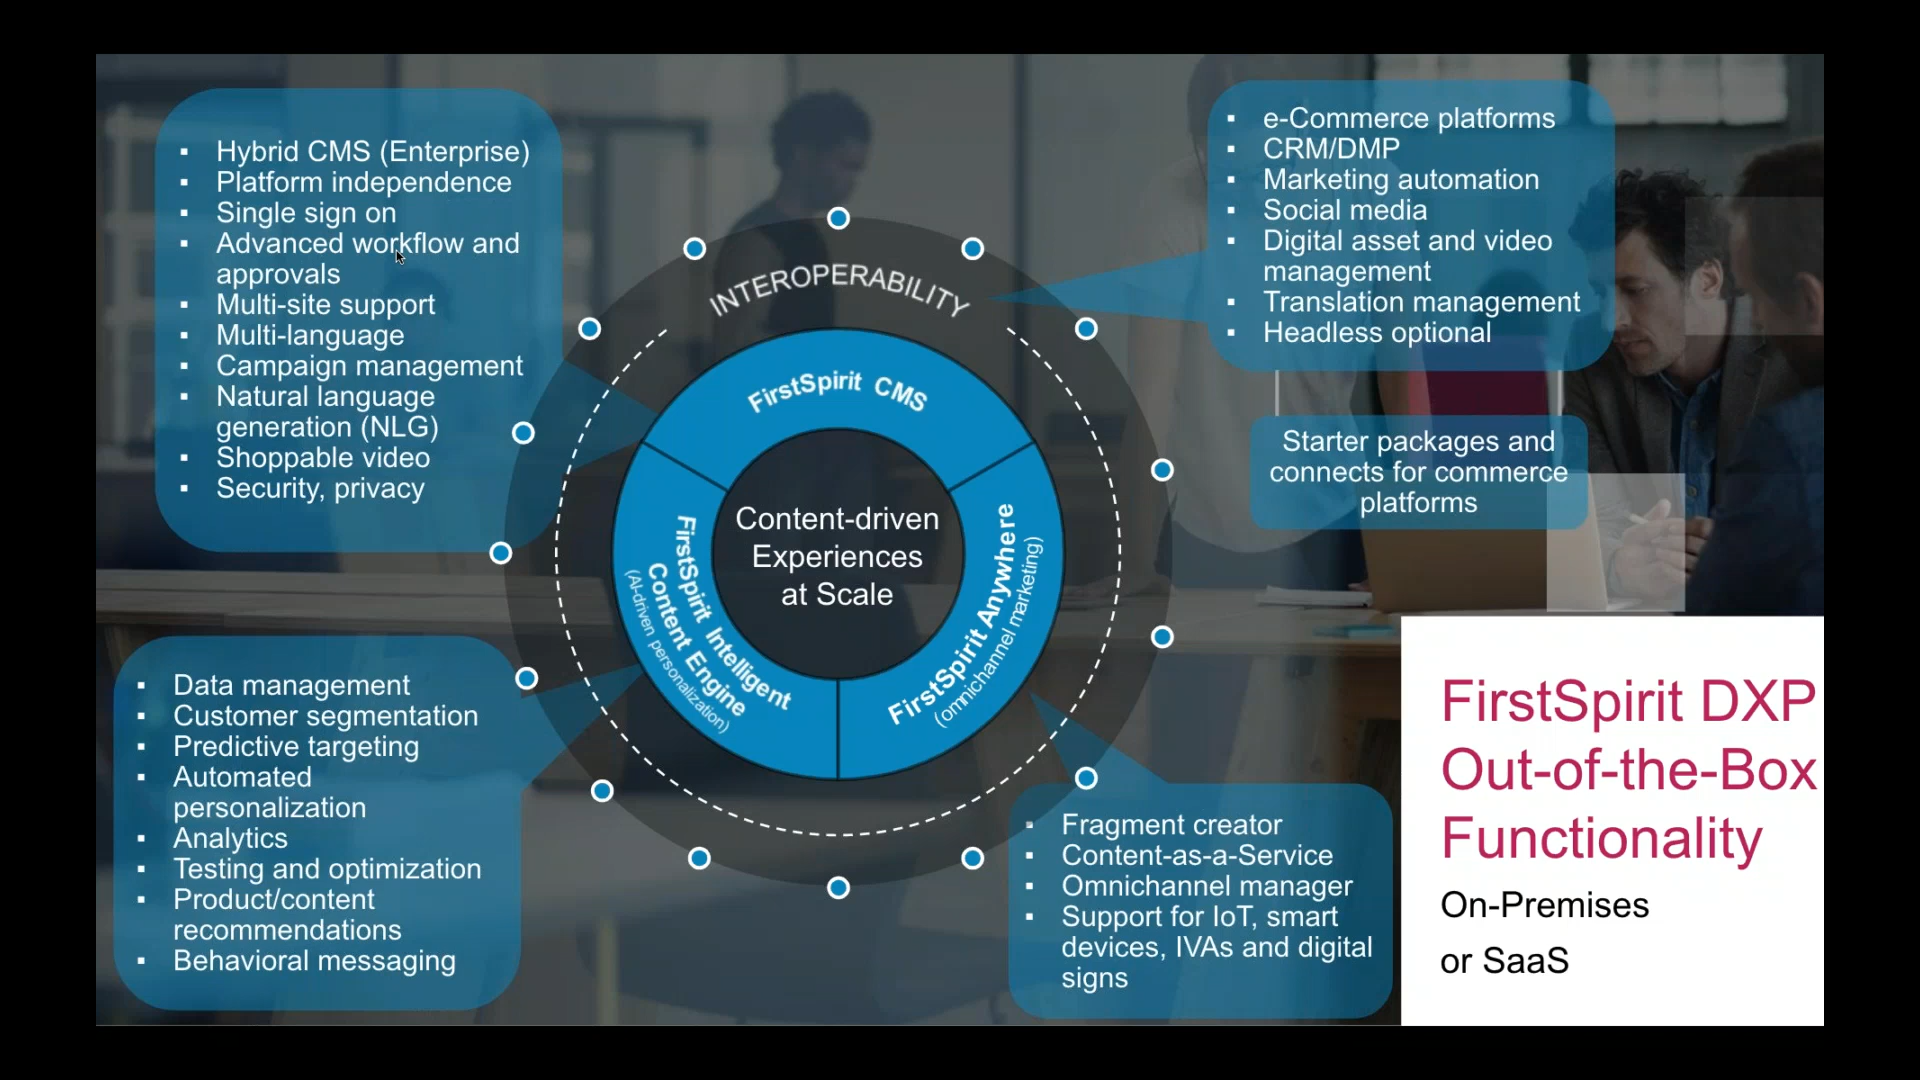 Hybrid CMS (Enterprise)
Platform independence
Single sign on
Advanced workflow and
approvals
Multi-site support
Multi-language
Campaign management
Natural language
generation (NLG)
Shoppable video
Security, privacy
e-Commerce platforms
CRM/DMP
Marketing automation
Social media
Digital asset and video
management
Translation management
Headless optional
Starter packages and
connects for commerce
platforms
INTEROPERABILITY
FirstSpirit CMS
FirstSpirit Intelligent
Content Engine
(AI-driven personalization)
Content-driven
Experiences
at Scale
FirstSpirit Anywhere
(omnichannel marketing)
Data management
Customer segmentation
Predictive targeting
Automated
personalization
Analytics
Testing and optimization
Product/content
recommendations
Behavioral messaging
Fragment creator
Content-as-a-Service
Omnichannel manager
Support for IoT, smart
devices, IVAs and digital
signs
FirstSpirit DXP
Out-of-the-Box
Functionality
On-Premises
or SaaS